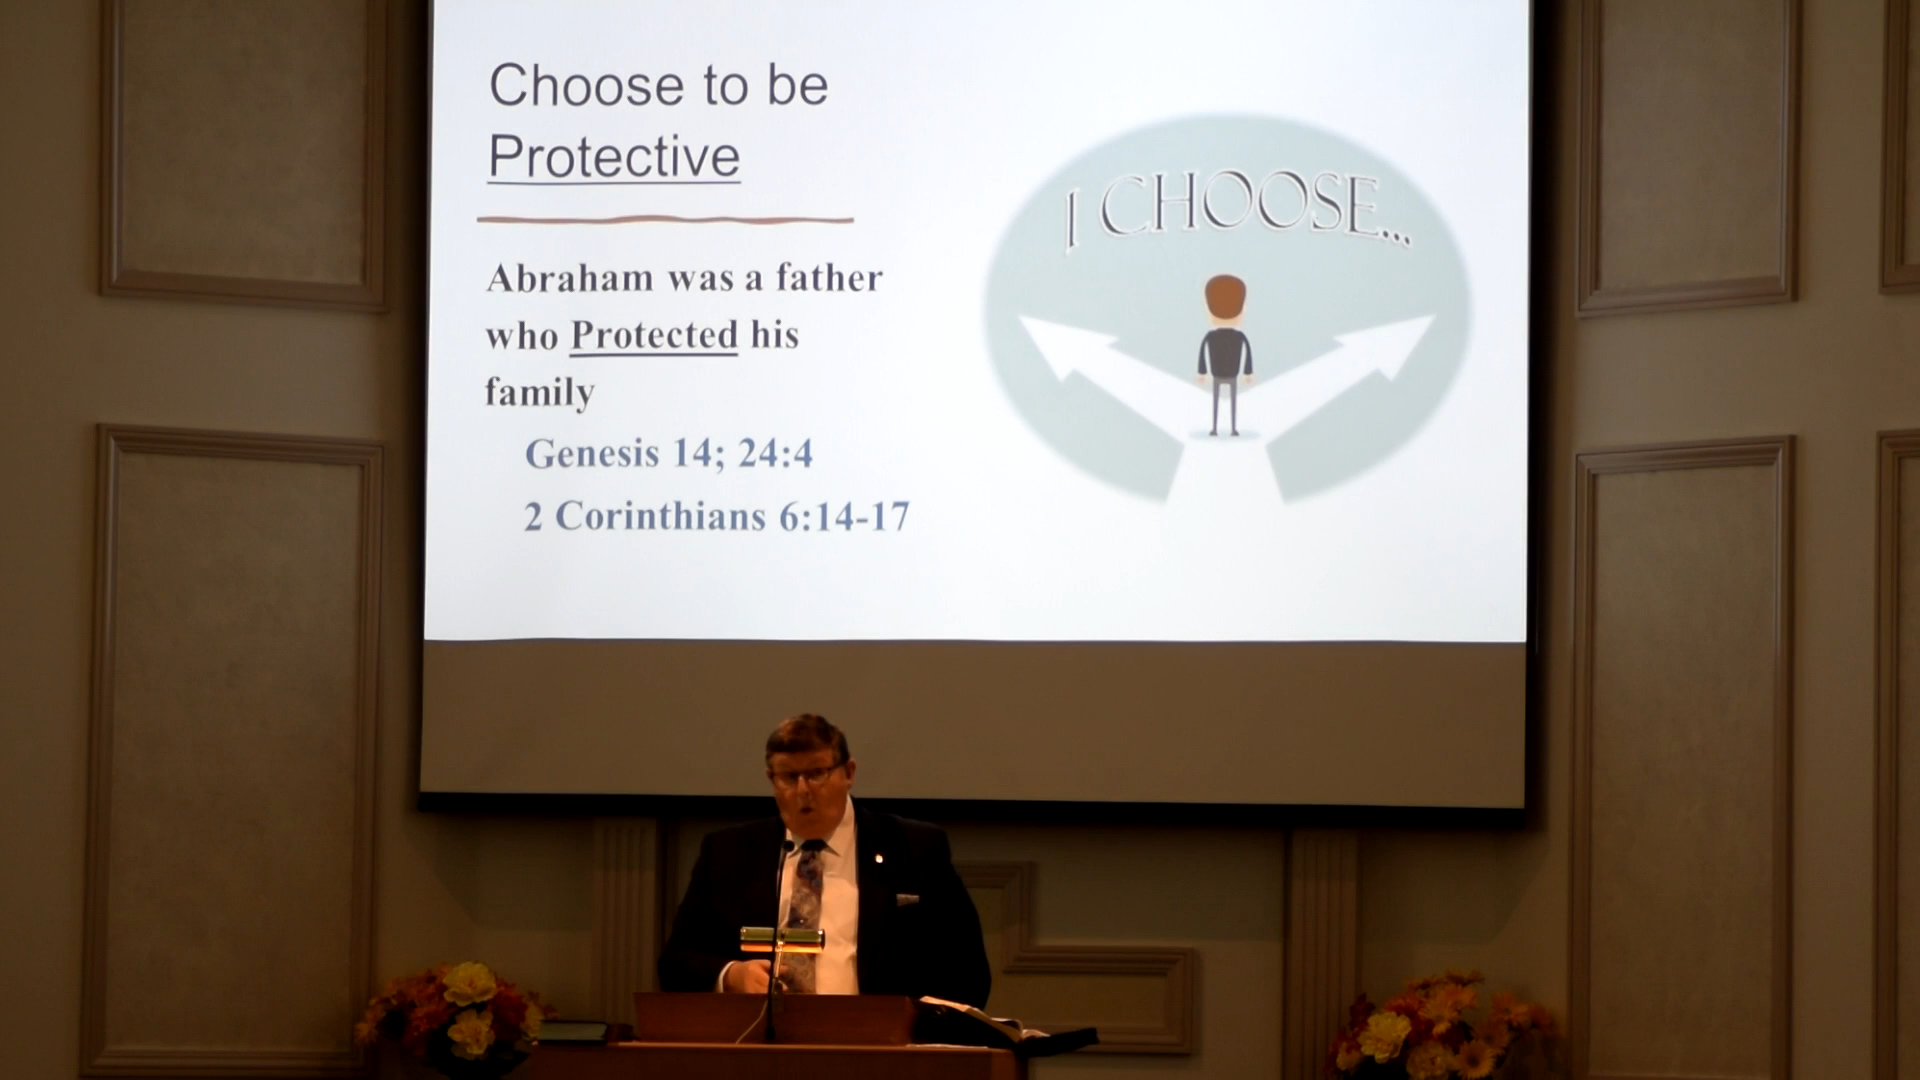 Choose to be
Protective
Abraham was a father
who Protected his
family
Genesis 14; 24:4
2 Corinthians 6:14-17
I CHOOSE...